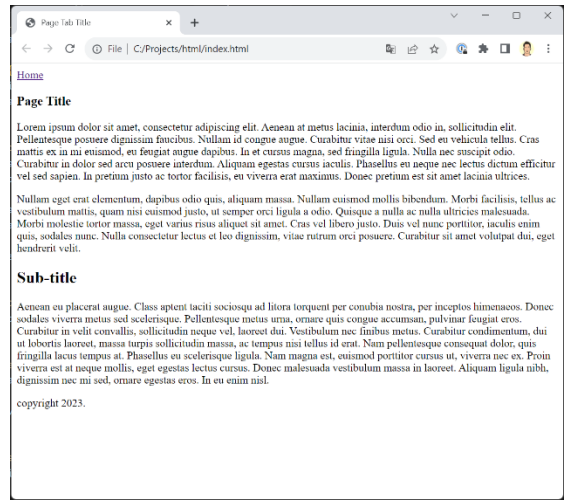 Page Tab Title
File | C:/Projects/html/index.html
Home
Page Title
Lorem ipsum dolor sit amet, consectetur adipiscing elit. Aenean at metus lacinia, interdum odio in, sollicitudin elit.
Pellentesque posuere dignissim faucibus. Nullam id congue augue. Curabitur vitae nisi orci. Sed eu vehicula tellus. Cras
mattis ex in mi euismod, eu feugiat augue dapibus. In et cursus magna, sed fringilla ligula. Nulla nec suscipit odio.
Curabitur in dolor sed arcu posuere interdum. Aliquam egestas cursus iaculis. Phasellus eu neque nec lectus dictum efficitur
vel sed sapien. In pretium justo ac tortor facilisis, eu viverra erat maximus. Donec pretium est sit amet lacinia ultrices.
Nullam eget erat elementum, dapibus odio quis, aliquam massa. Nullam euismod mollis bibendum. Morbi facilisis, tellus ac
vestibulum mattis, quam nisi euismod justo, ut semper orci ligula a odio. Quisque a nulla ac nulla ultricies malesuada.
Morbi molestie tortor massa, eget varius risus aliquet sit amet. Cras vel libero justo. Duis vel nunc porttitor, iaculis enim
quis, sodales nunc. Nulla consectetur lectus et leo dignissim, vitae rutrum orci posuere. Curabitur sit amet volutpat dui, eget
hendrerit velit.
Sub-title
Aenean eu placerat augue. Class aptent taciti sociosqu ad litora torquent per conubia nostra, per inceptos himenaeos. Donec
sodales viverra metus sed scelerisque. Pellentesque metus urna, ornare quis congue accumsan, pulvinar feugiat eros.
Curabitur in velit convallis, sollicitudin neque vel, laoreet dui. Vestibulum nec finibus metus. Curabitur condimentum, dui
ut lobortis laoreet, massa turpis sollicitudin massa, ac tempus nisi tellus id erat. Nam pellentesque consequat dolor, quis
fringilla lacus tempus at. Phasellus eu scelerisque ligula. Nam magna est, euismod porttitor cursus ut, viverra nec ex. Proin
viverra est at neque mollis, eget egestas lectus cursus. Donec malesuada vestibulum massa in laoreet. Aliquam ligula nibh,
dignissim nec mi sed, ornare egestas eros. In eu enim nisl.
copyright 2023.